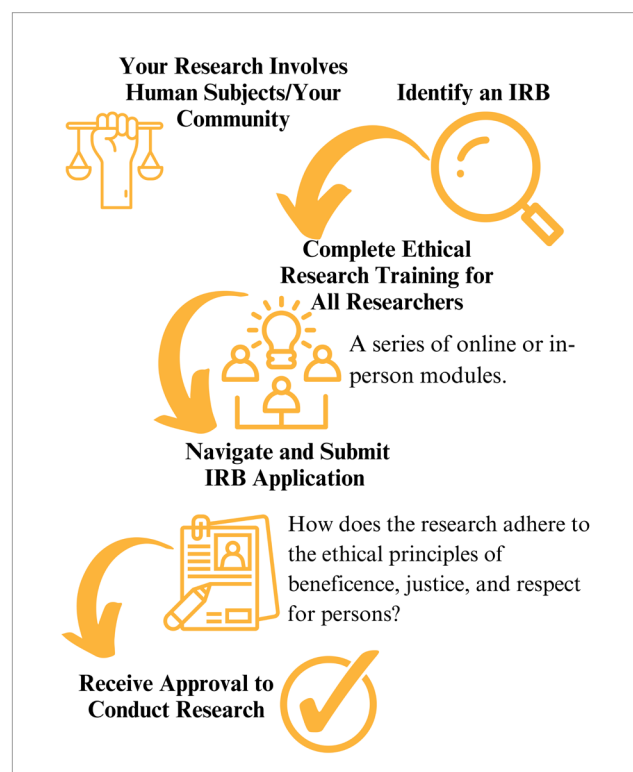 Your Research Involves
Human Subjects/Your
Community
Identify an IRB
Complete Ethical
Research Training for
All Researchers
A series of online or in-
person modules.
Navigate and Submit
IRB Application
How does the research adhere to
the ethical principles of
beneficence, justice, and respect
for persons?
Receive Approval to
Conduct Research